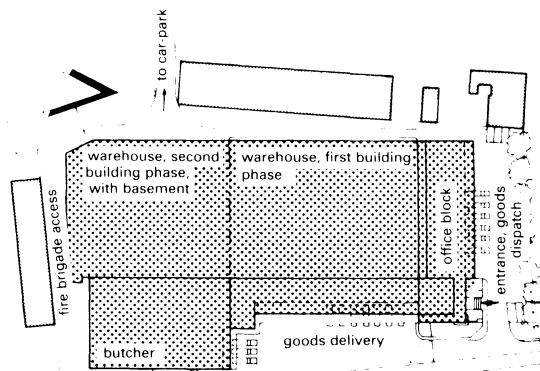 to car-park
warehouse, second
building phase,
with basement
warehouse, first building
phase
fire brigade access
office block
entrance, goods
dispatch
goods delivery
butcher